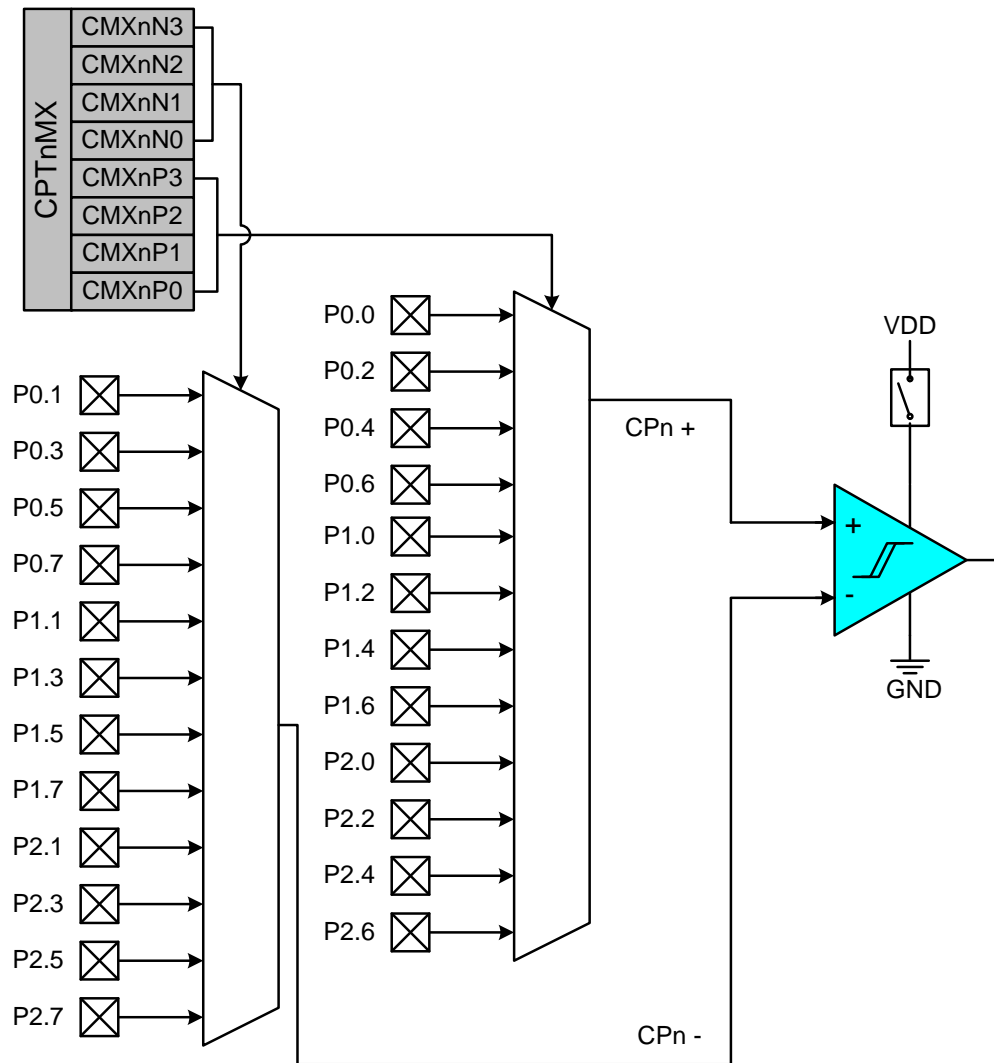 CPTnMX
CMXnN3
CMXnN2
CMXnN1
CMXnN0
CMXnP3
CMXnP2
CMXnP1
CMXnP0
P0.1
P0.3
P0.5
P0.7
P1.1
P1.3
P1.5
P1.7
P2.1
P2.3
P2.5
P2.7
P0.0
P0.2
P0.4
P0.6
P1.0
P1.2
P1.4
P1.6
P2.0
P2.2
P2.4
P2.6
CPn +
CPn -
VDD
+
-
GND